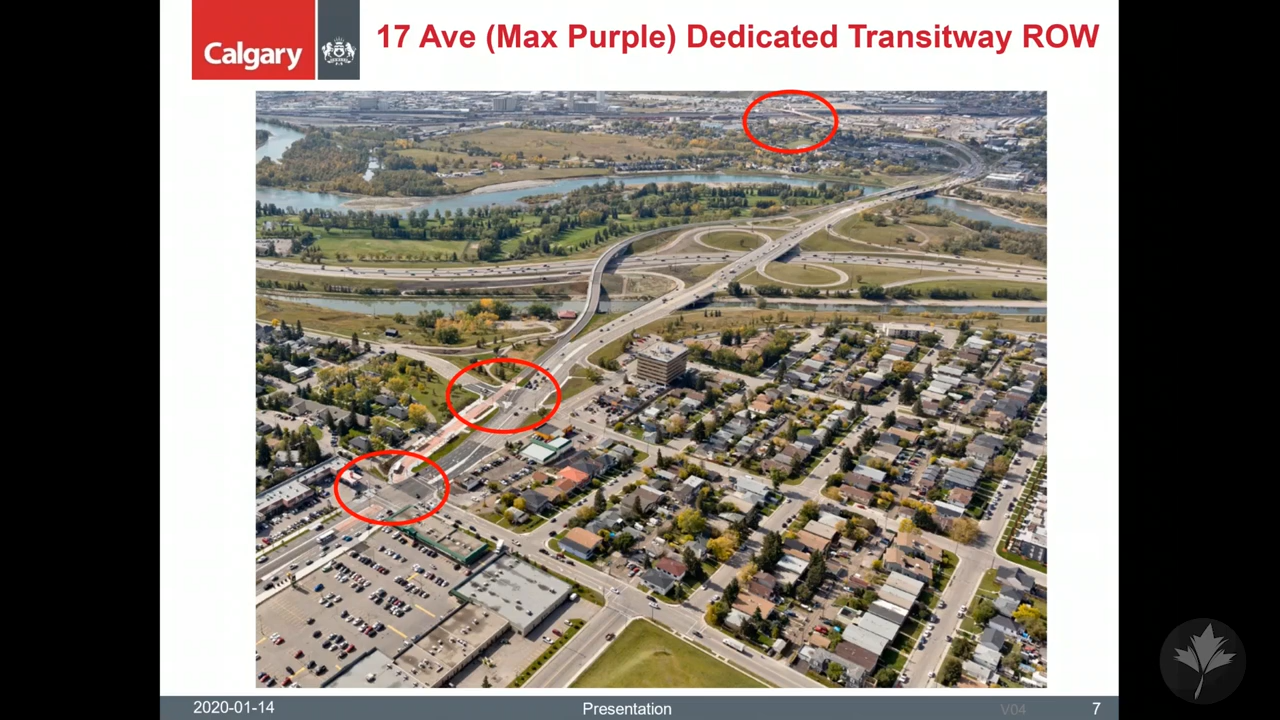 Calgary
17 Ave (Max Purple) Dedicated Transitway ROW
2020-01-14
Presentation
V04
7